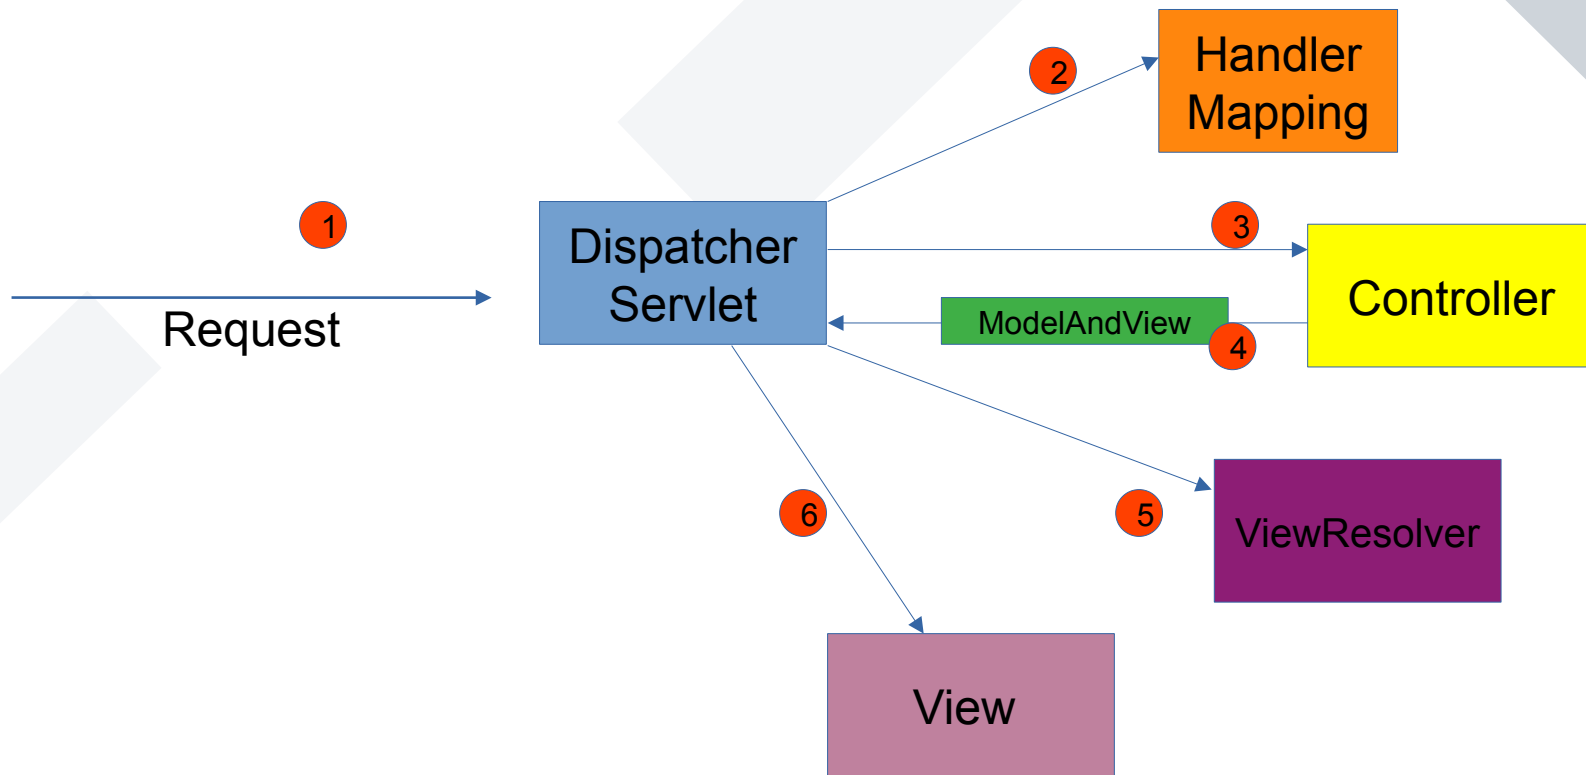 1
Request
Dispatcher
Servlet
2
Handler
Mapping
3
Controller
ModelAndView
4
5
ViewResolver
6
View